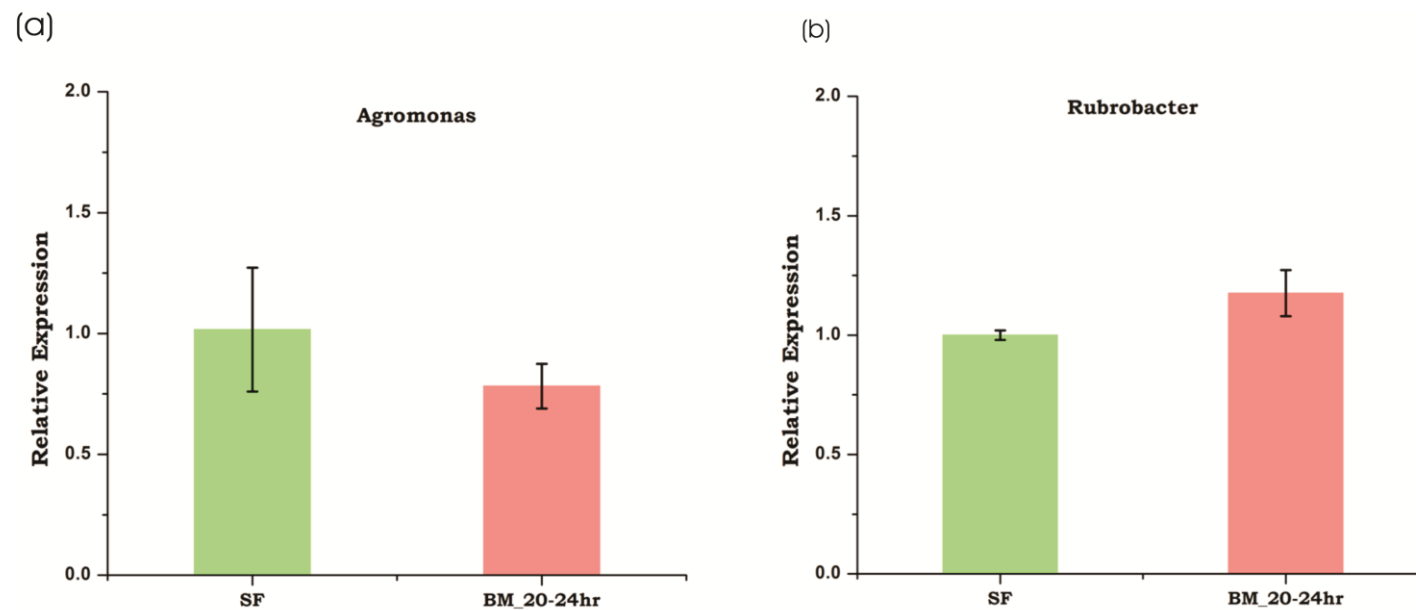 (a)
Agromonas
Relative Expression
2.0
1.5
1.0
0.5
0.0
SF
BM_20-24hr
(b)
Rubrobacter
Relative Expression
2.0
1.5
1.0
0.5
0.0
SF
BM_20-24hr